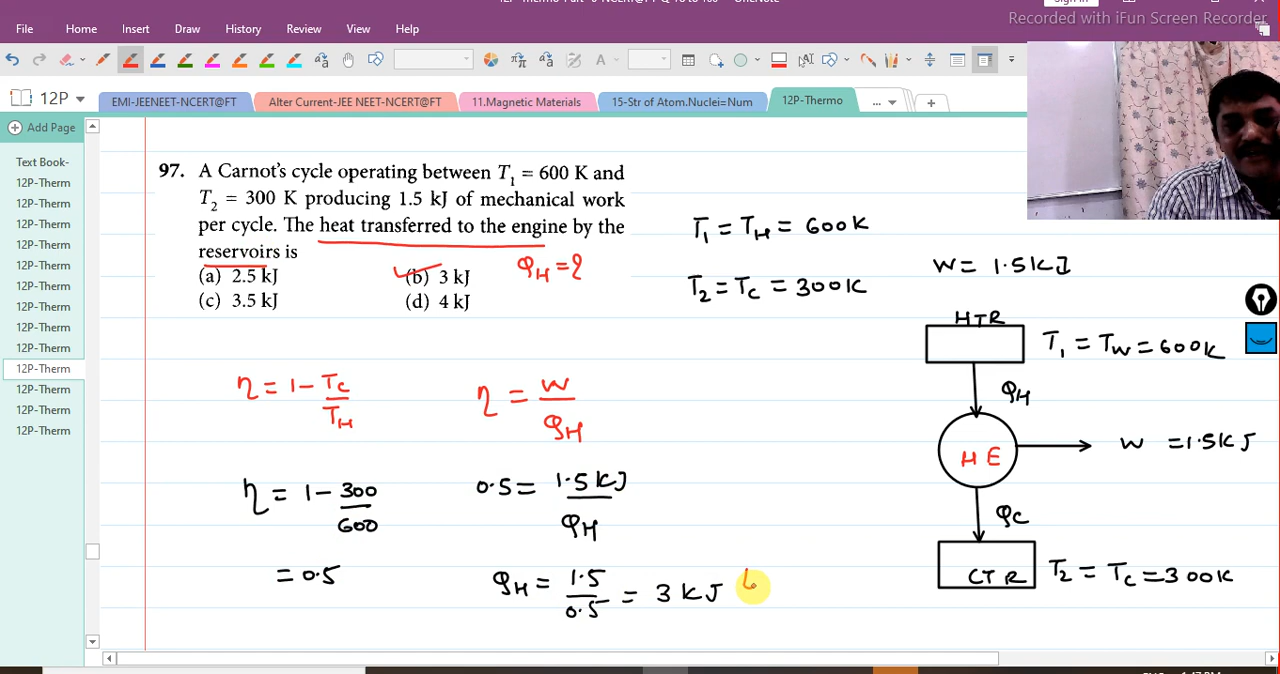 12P-Thermo-Part
OneNote
Sign in
Recorded with iFun Screen Recorder
File Home Insert Draw History Review View Help
12P EMI-JEENEET-NCERT@FT Alter Current-JEE NEET-NCERT@FT 11.Magnetic Materials 15-Str of Atom.Nuclei=Num 12P-Thermo ... +
Add Page
Text Book-
12P-Therm
12P-Therm
12P-Therm
12P-Therm
12P-Therm
12P-Therm
12P-Therm
12P-Therm
12P-Therm
12P-Therm
12P-Therm
12P-Therm
12P-Therm
97. A Carnot's cycle operating between T1 = 600 K and
T2 = 300 K producing 1.5 kJ of mechanical work
per cycle. The heat transferred to the engine by the
reservoirs is
(a) 2.5 kJ (b) 3 kJ
(c) 3.5 kJ (d) 4 kJ
QH = ?
T1 = TH = 600K
T2 = TC = 300K
W = 1.5KJ
η = 1 - TC/TH
η = W/QH
η = 1 - 300/600
0.5 = 1.5KJ/QH
= 0.5
QH = 1.5/0.5 = 3 KJ
HTR
T1 = TW = 600K
QH
HE
W = 1.5KJ
QC
CTR
T2 = TC = 300K